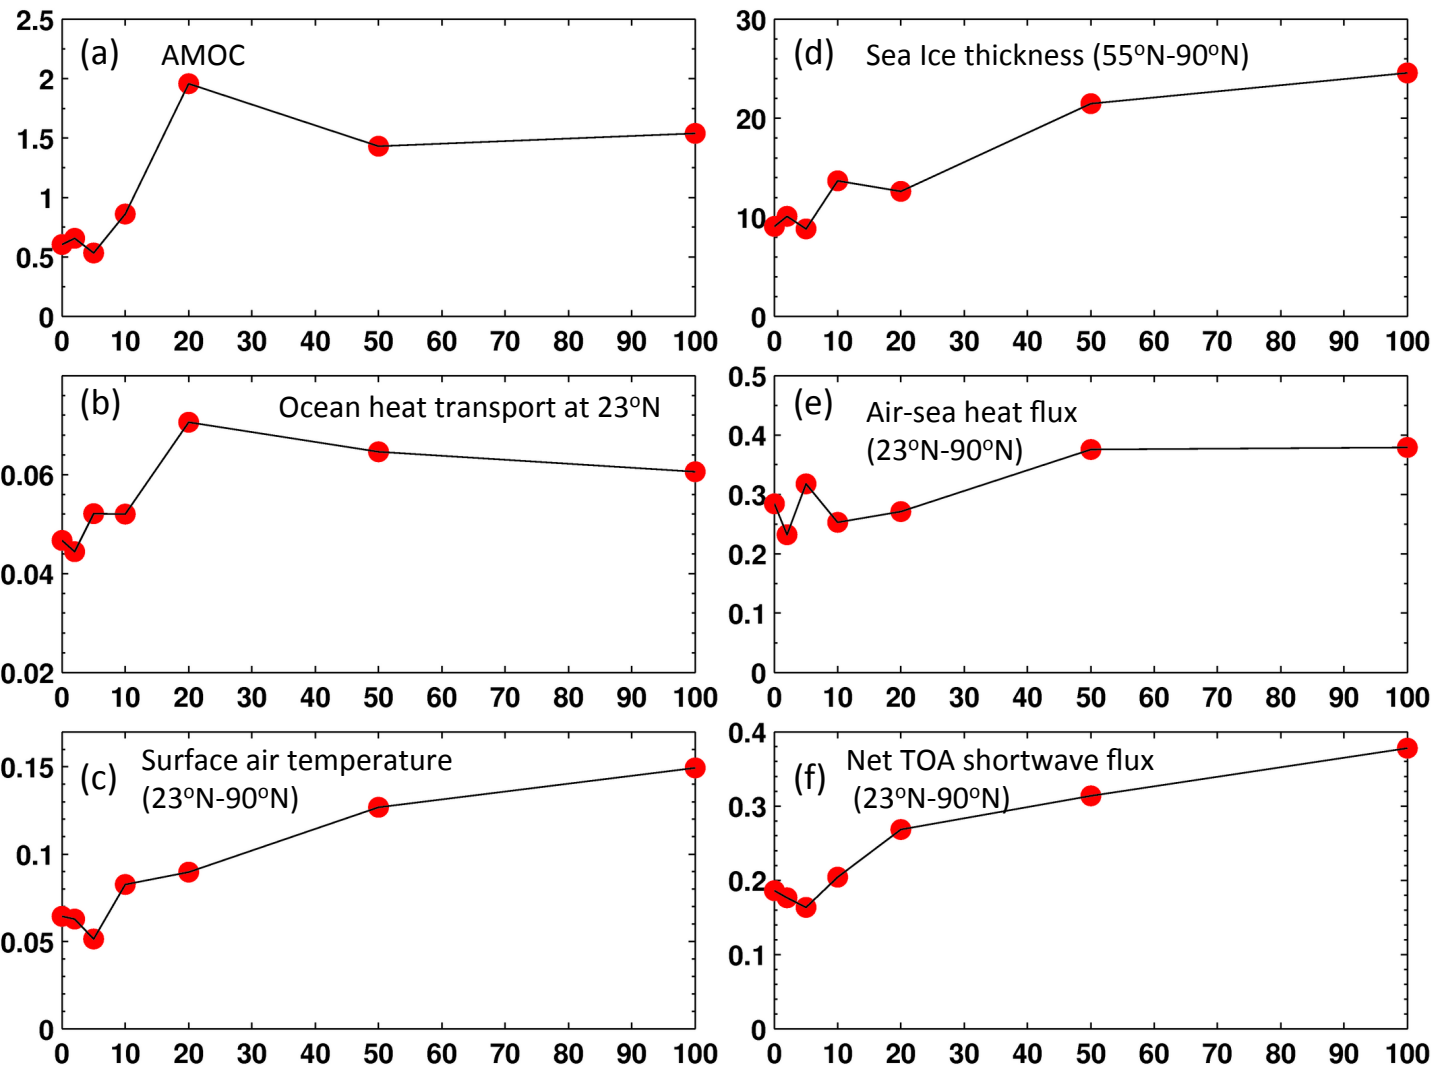 (a) AMOC
2.5
2
1.5
1
0.5
0
0 10 20 30 40 50 60 70 80 90 100
(b) Ocean heat transport at 23°N
0.06
0.04
0.02
0 10 20 30 40 50 60 70 80 90 100
(c) Surface air temperature
(23°N-90°N)
0.15
0.1
0.05
0
0 10 20 30 40 50 60 70 80 90 100
(d) Sea Ice thickness (55°N-90°N)
30
20
10
0
0 10 20 30 40 50 60 70 80 90 100
(e) Air-sea heat flux
(23°N-90°N)
0.5
0.4
0.3
0.2
0.1
0
0 10 20 30 40 50 60 70 80 90 100
(f) Net TOA shortwave flux
(23°N-90°N)
0.4
0.3
0.2
0.1
0
0 10 20 30 40 50 60 70 80 90 100